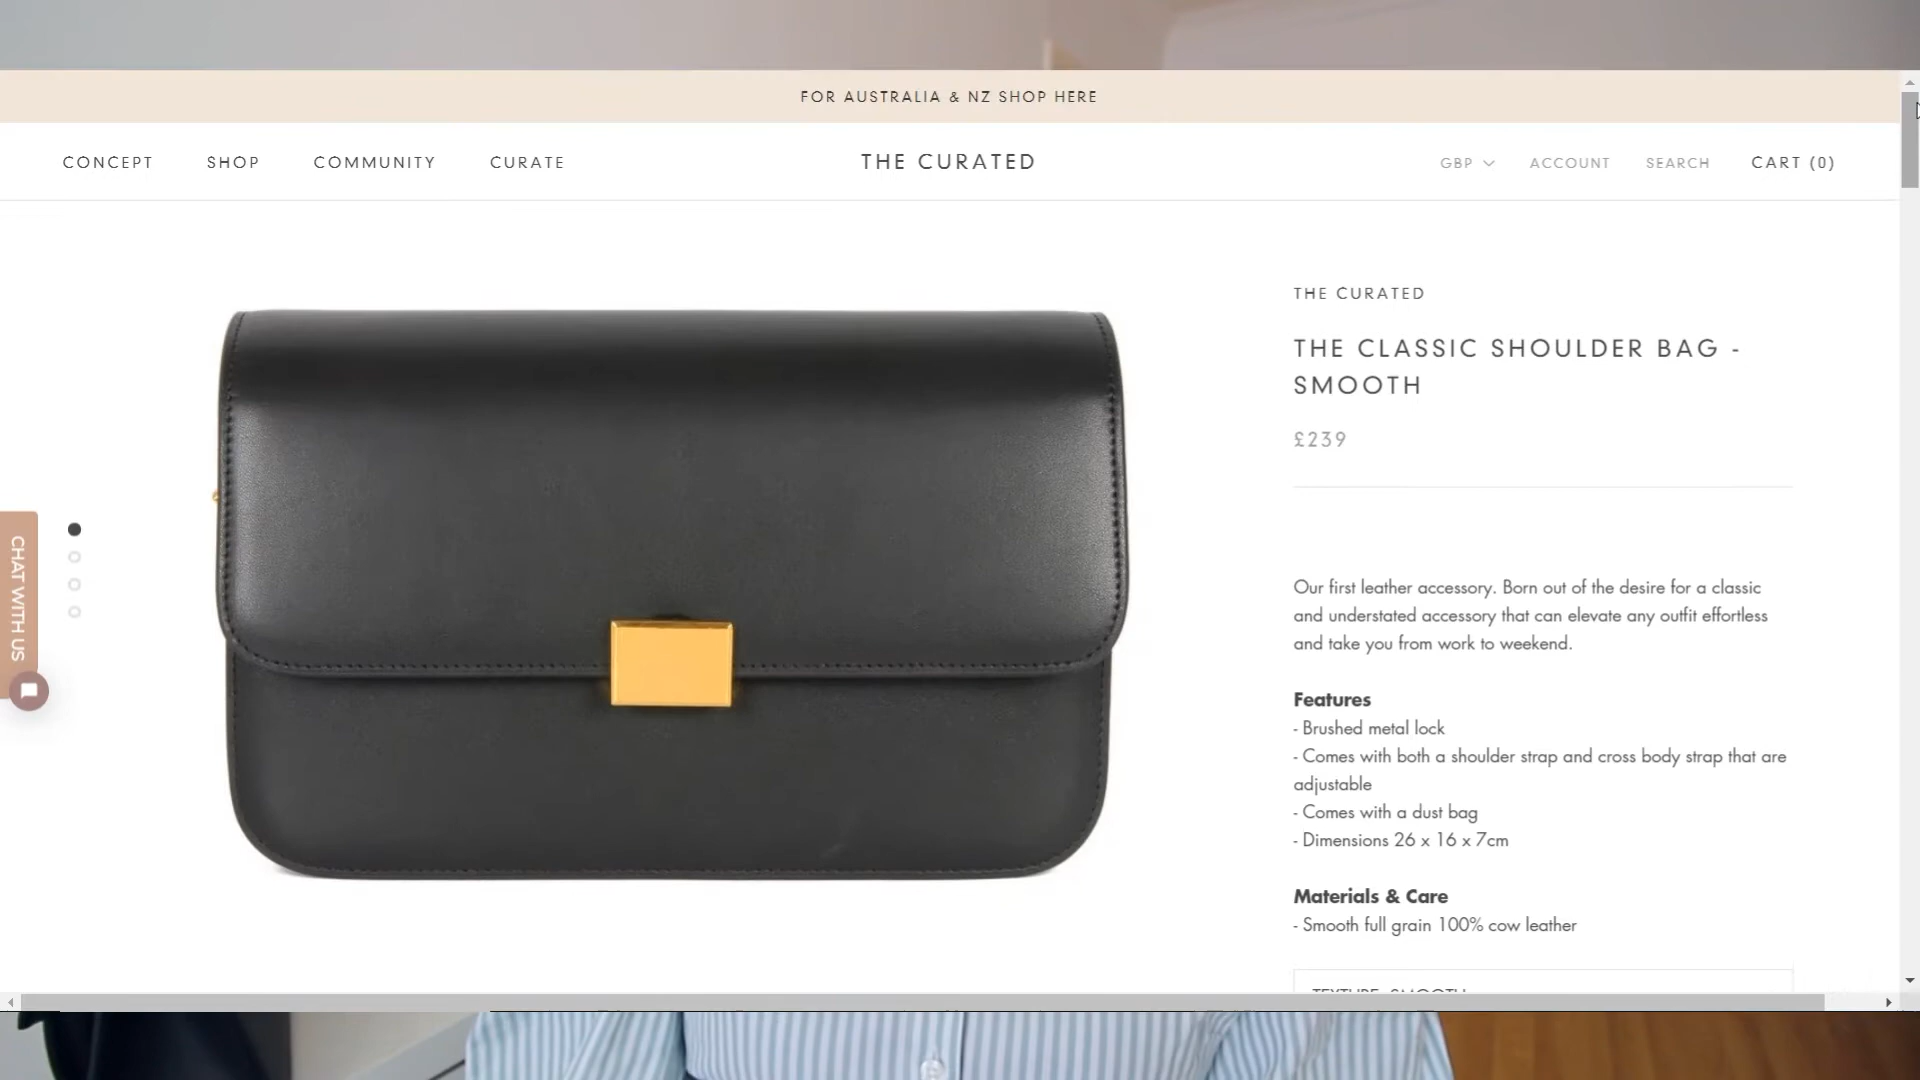 FOR AUSTRALIA & NZ SHOP HERE
CONCEPT SHOP COMMUNITY CURATE THE CURATED GBP ACCOUNT SEARCH CART (0)
THE CURATED
THE CLASSIC SHOULDER BAG -
SMOOTH
£239
CHAT WITH US
Our first leather accessory. Born out of the desire for a classic
and understated accessory that can elevate any outfit effortless
and take you from work to weekend.
Features
- Brushed metal lock
- Comes with both a shoulder strap and cross body strap that are
adjustable
- Comes with a dust bag
- Dimensions 26 x 16 x 7cm
Materials & Care
- Smooth full grain 100% cow leather
TEXTURE: SMOOTH